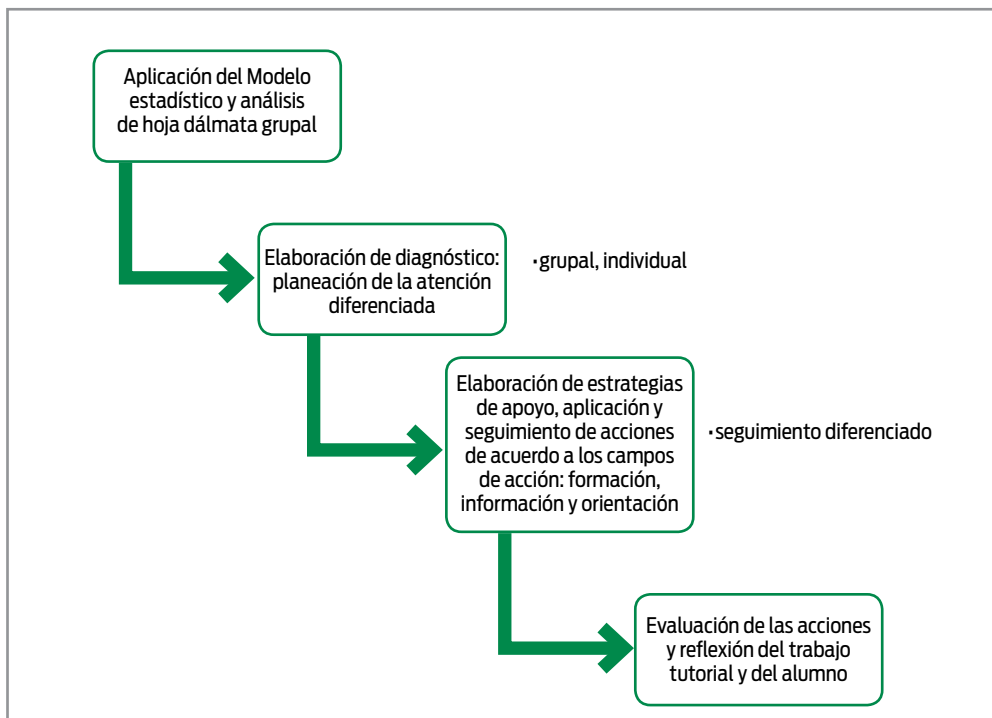 Aplicación del Modelo
estadístico y análisis
de hoja dálmata grupal
Elaboración de diagnóstico:
planeación de la atención
diferenciada
·grupal, individual
Elaboración de estrategias
de apoyo, aplicación y
seguimiento de acciones
de acuerdo a los campos
de acción: formación,
información y orientación
·seguimiento diferenciado
Evaluación de las acciones
y reflexión del trabajo
tutorial y del alumno